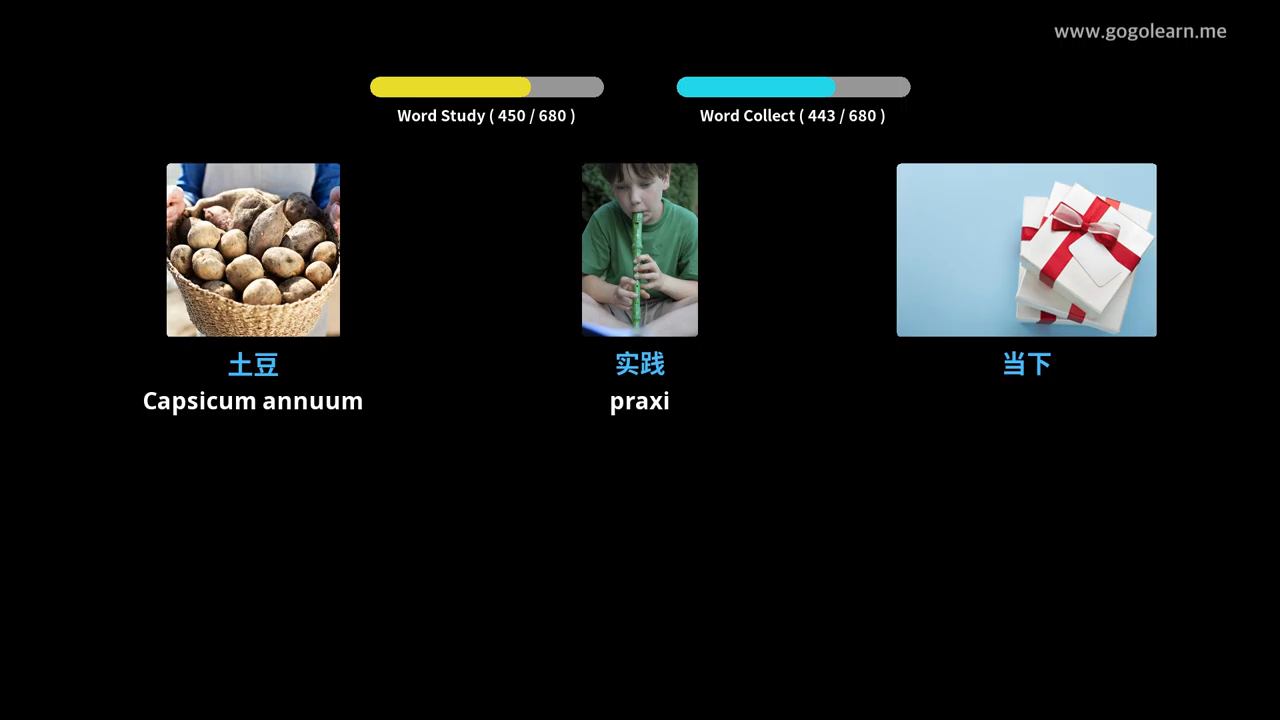 www.gogolearn.me
Word Study ( 450 / 680 )
Word Collect ( 443 / 680 )
土豆
Capsicum annuum
实践
praxi
当下